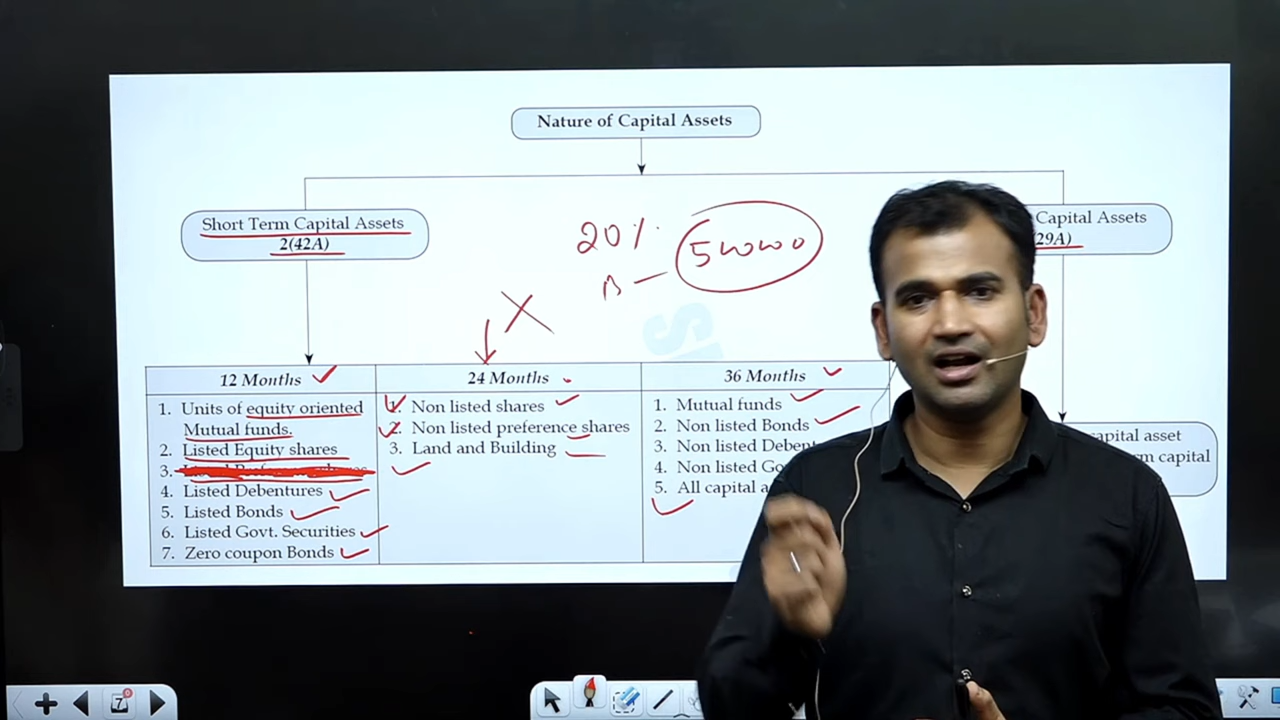 Nature of Capital Assets
Short Term Capital Assets
2(42A)
Capital Assets
29A)
20%
50000
12 Months
24 Months
36 Months
1. Units of equity oriented
Mutual funds.
2. Listed Equity shares
3.
4. Listed Debentures
5. Listed Bonds
6. Listed Govt. Securities
7. Zero coupon Bonds
1. Non listed shares
2. Non listed preference shares
3. Land and Building
1. Mutual funds
2. Non listed Bonds
3. Non listed Debent
4. Non listed Go
5. All capital a
capital asset
rm capital
7